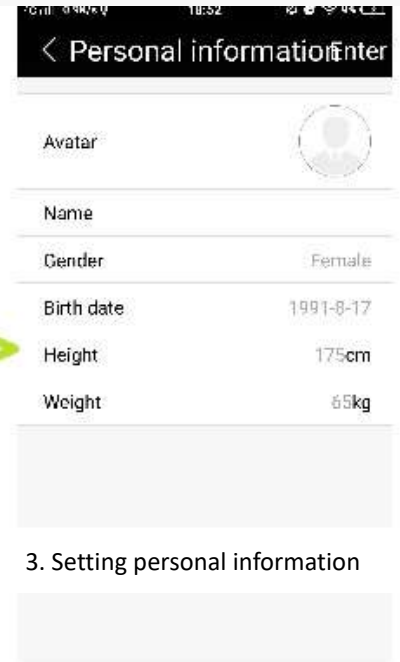 18:52
Personal information Enter
Avatar
Name
Gender Female
Birth date 1991-8-17
Height 175cm
Weight 65kg
3. Setting personal information